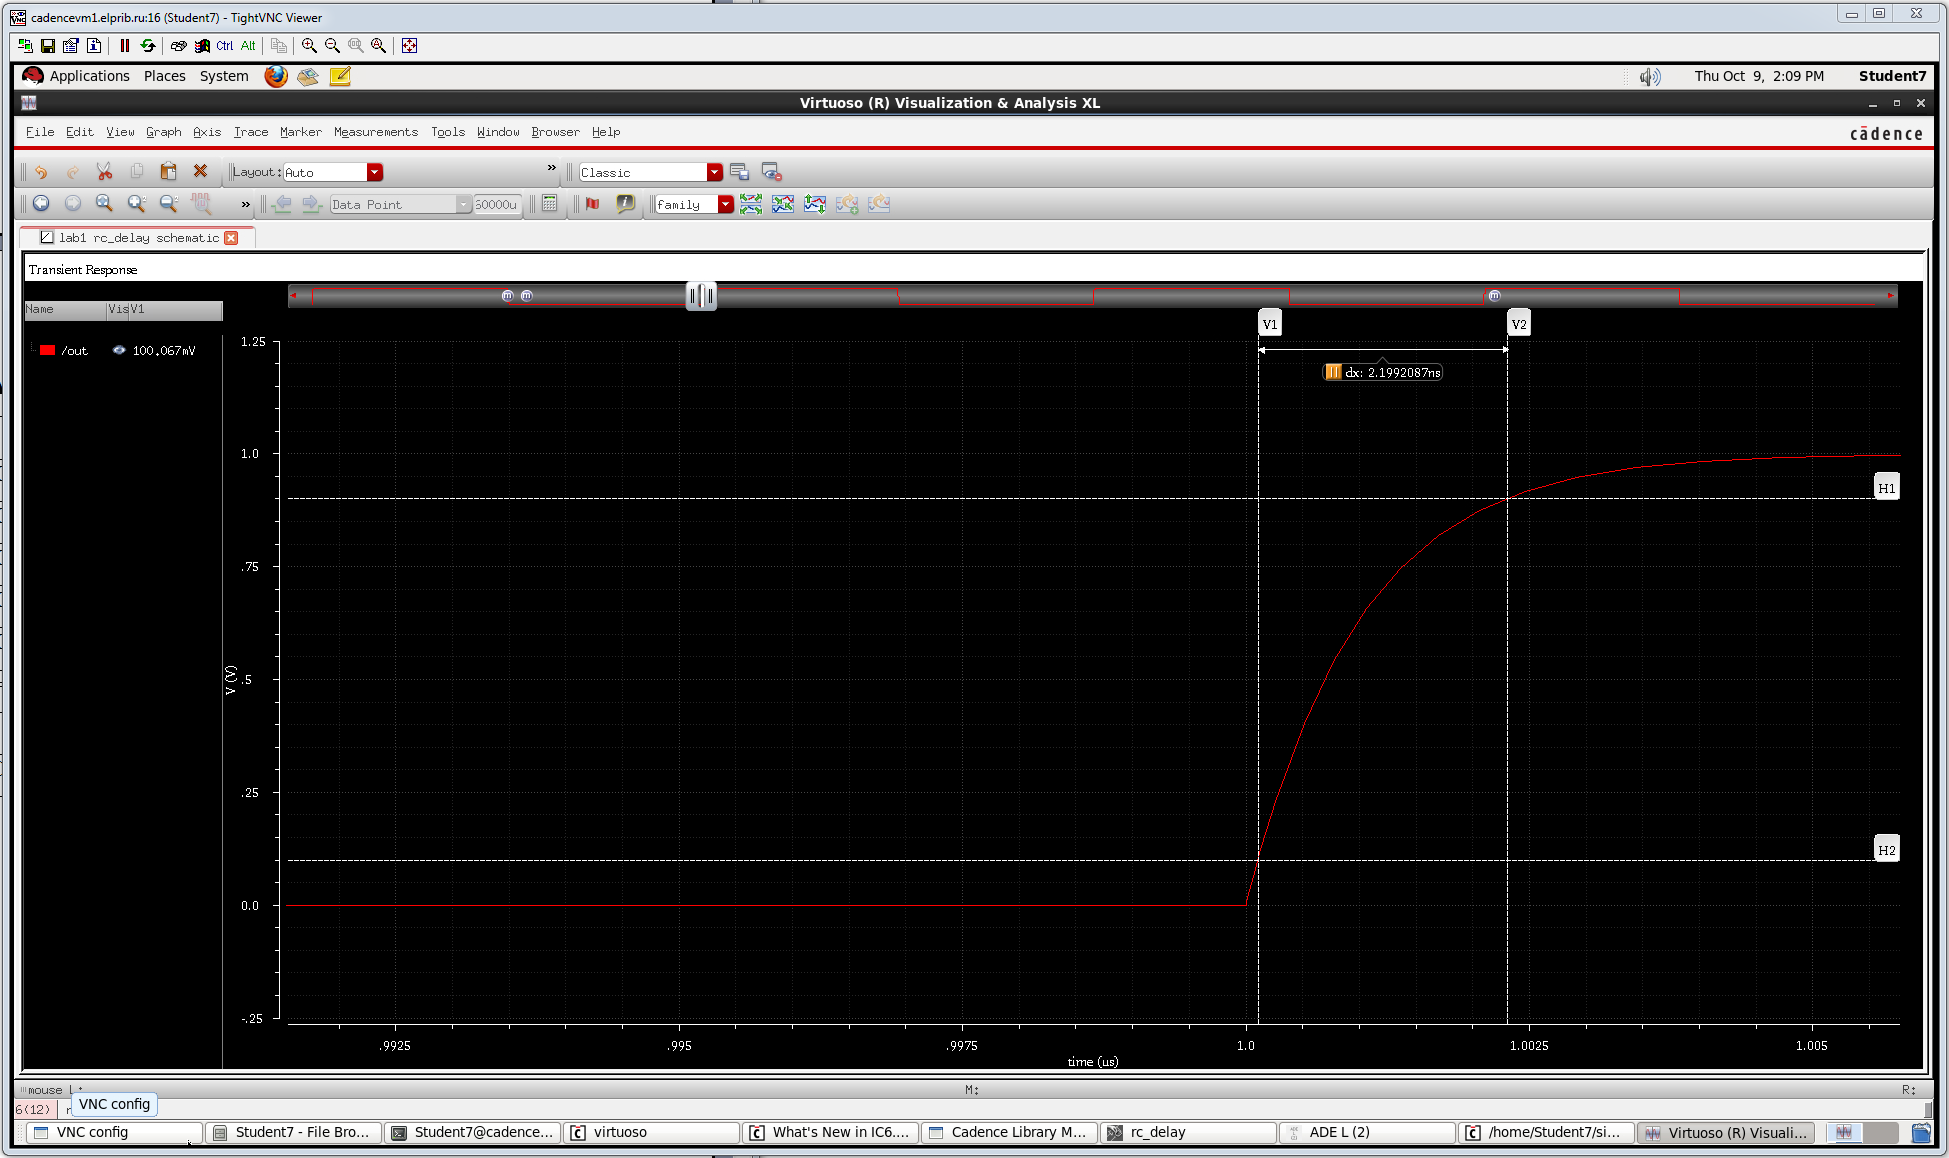 cadencevm1.elprib.ru:16 (Student7) - TightVNC Viewer
Ctrl Alt
Applications Places System Thu Oct 9, 2:09 PM Student7
Virtuoso (R) Visualization & Analysis XL
File Edit View Graph Axis Trace Marker Measurements Tools Window Browser Help cādence
Layout: Auto » Classic
» Data Point 60000u family
lab1 rc_delay schematic
Transient Response
Name Vis V1
/out 100.067mV
V1 V2
dx: 2.1992087ns
1.25
1.0
.75
.5
.25
0.0
-.25
V (V)
H1
H2
.9925 .995 .9975 1.0 1.0025 1.005
time (us)
mouse L: M: R:
6(12)
VNC config
VNC config Student7 - File Bro... Student7@cadence... virtuoso What's New in IC6.... Cadence Library M... rc_delay ADE L (2) /home/Student7/si... Virtuoso (R) Visuali...